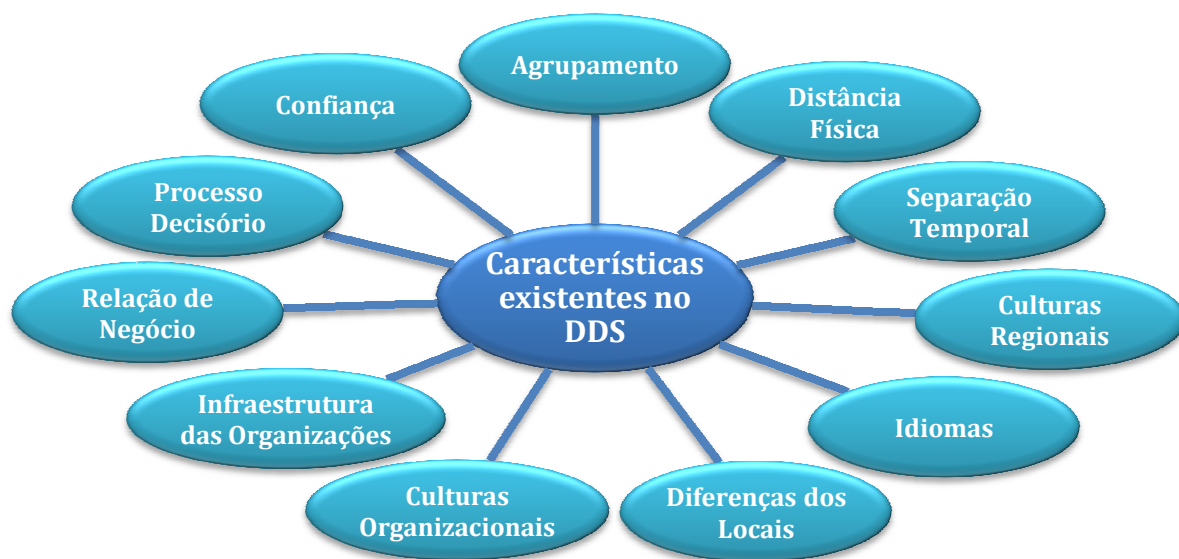 Agrupamento
Distância
Física
Separação
Temporal
Culturas
Regionais
Idiomas
Diferenças dos
Locais
Culturas
Organizacionais
Infraestrutura
das Organizações
Relação de
Negócio
Processo
Decisório
Confiança
Características
existentes no
DDS